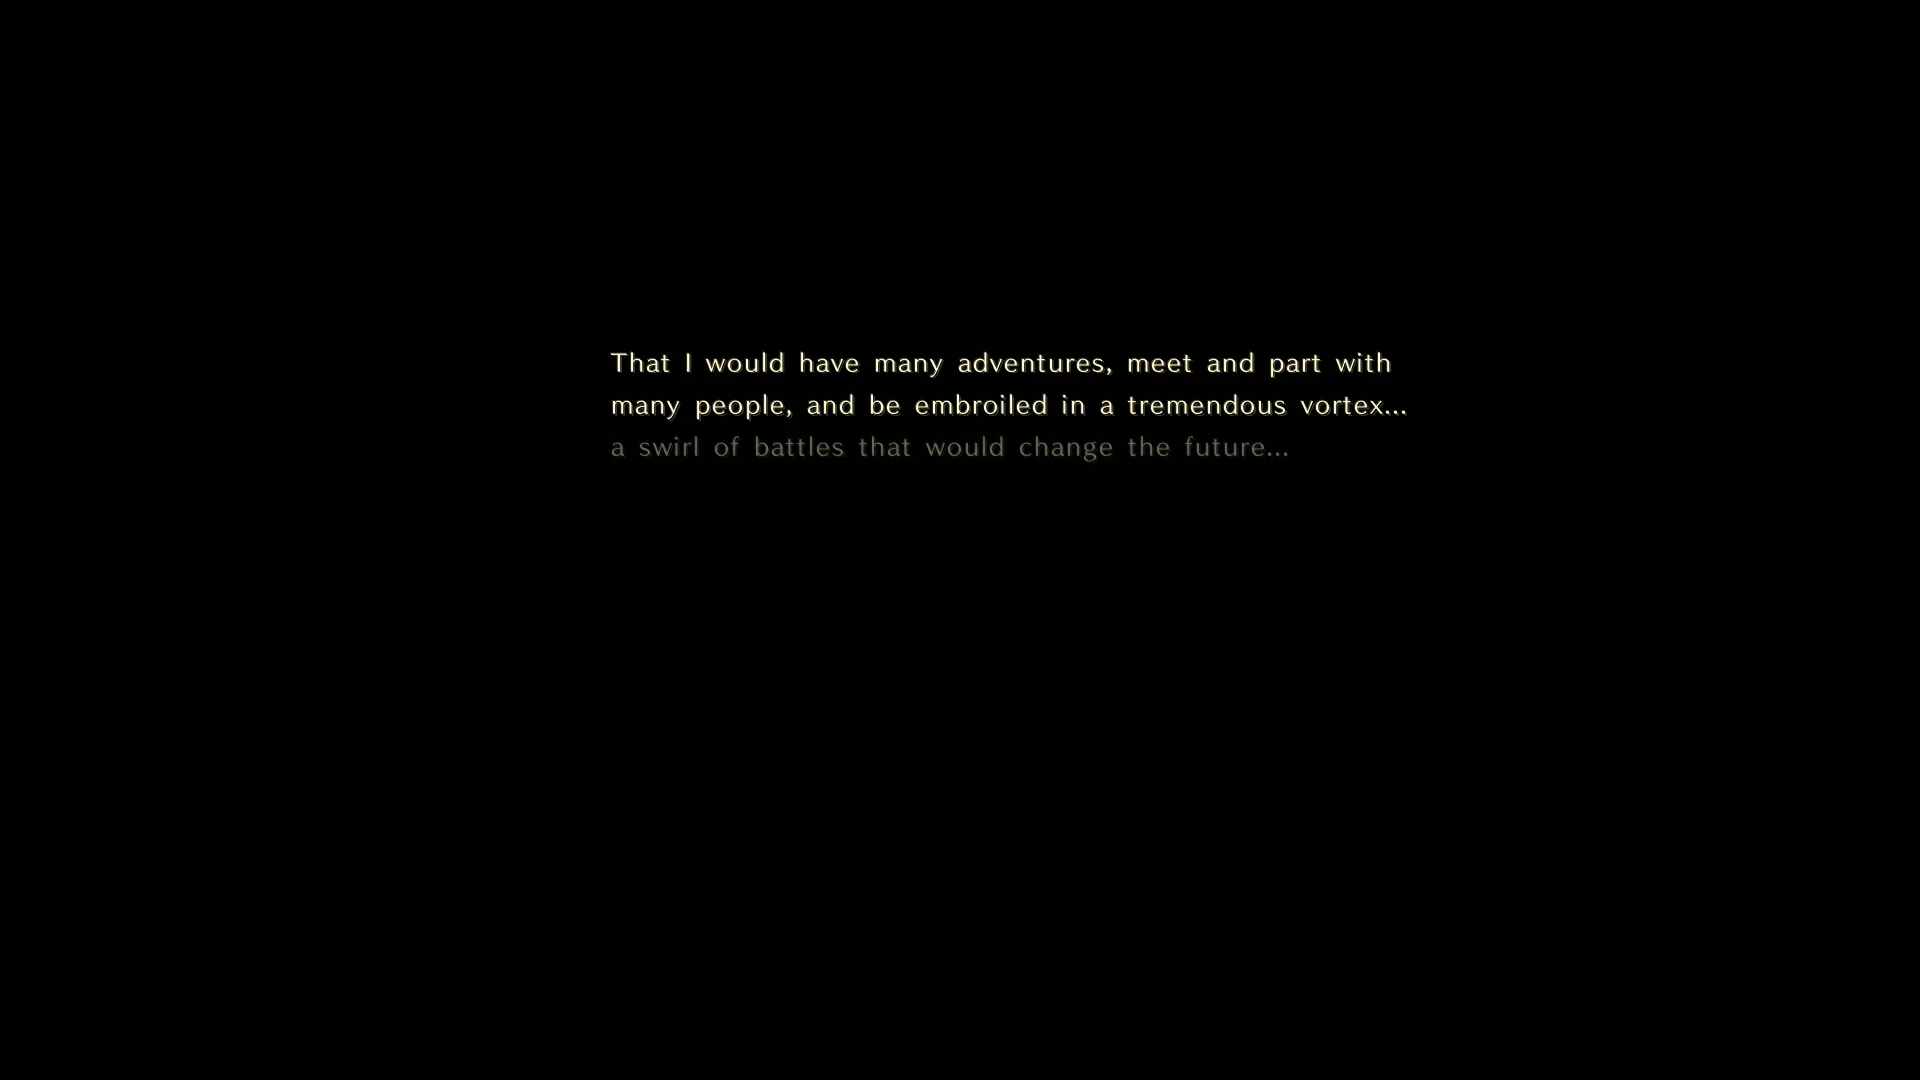 That I would have many adventures, meet and part with
many people, and be embroiled in a tremendous vortex...
a swirl of battles that would change the future...